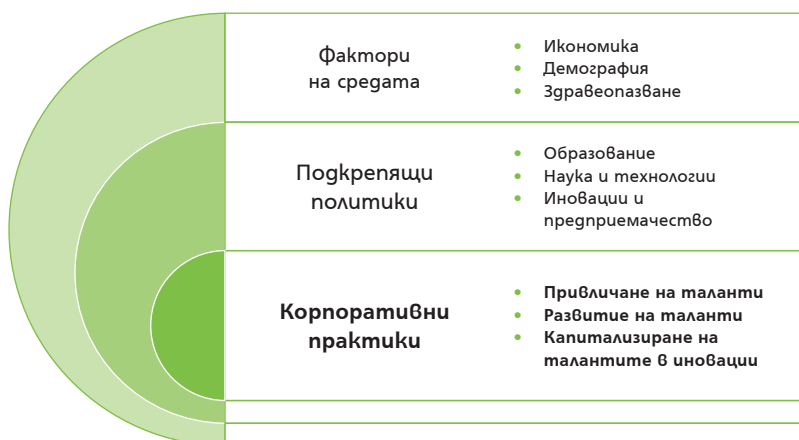 Фактори
на средата
• Икономика
• Демография
• Здравеопазване
Подкрепящи
политики
• Образование
• Наука и технологии
• Иновации и
предприемачество
Корпоративни
практики
• Привличане на таланти
• Развитие на таланти
• Капитализиране на
талантите в иновации